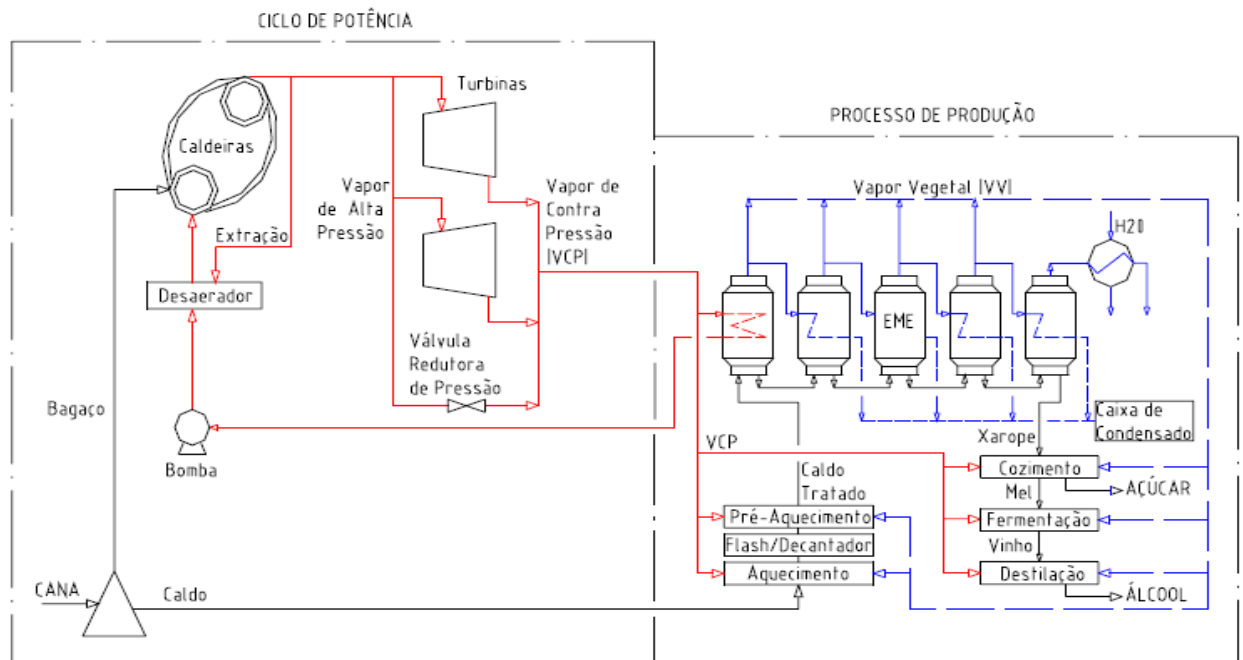 CICLO DE POTÊNCIA
Turbinas
Caldeiras
Vapor
de Alta
Pressão
Vapor de
Contra
Pressão
|VCP|
Extração
Desaerador
Válvula
Redutora
de Pressão
Bagaço
Bomba
CANA
Caldo
PROCESSO DE PRODUÇÃO
Vapor Vegetal |VV|
H20
EME
Caixa de
Condensado
Xarope
VCP
Caldo
Tratado
Cozimento
AÇÚCAR
Mel
Pré-Aquecimento
Fermentação
Flash/Decantador
Vinho
Aquecimento
Destilação
ÁLCOOL